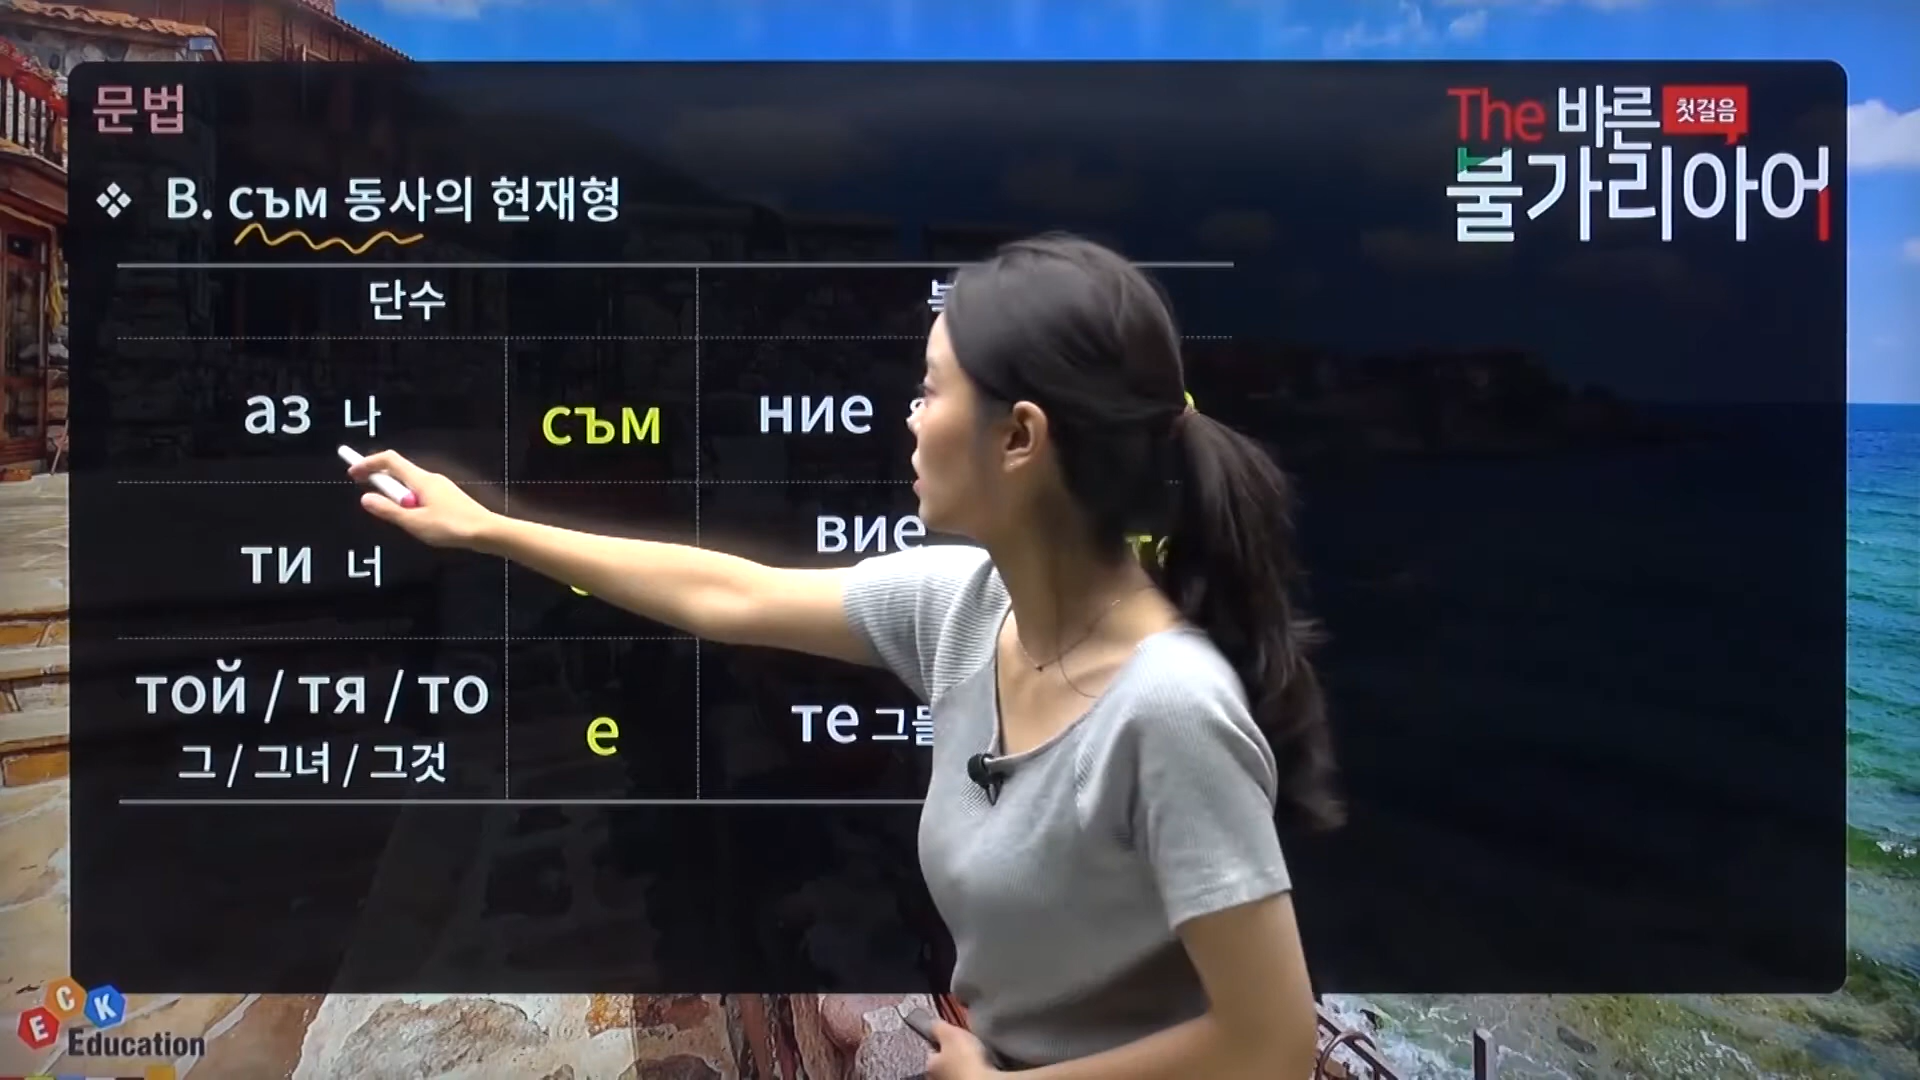 문법
The 바른 첫걸음
불가리아어
B. съм 동사의 현재형
단수
аз 나 съм ние
ти 너 вие
той / тя / то
그 / 그녀 / 그것
е те
ECK
Education